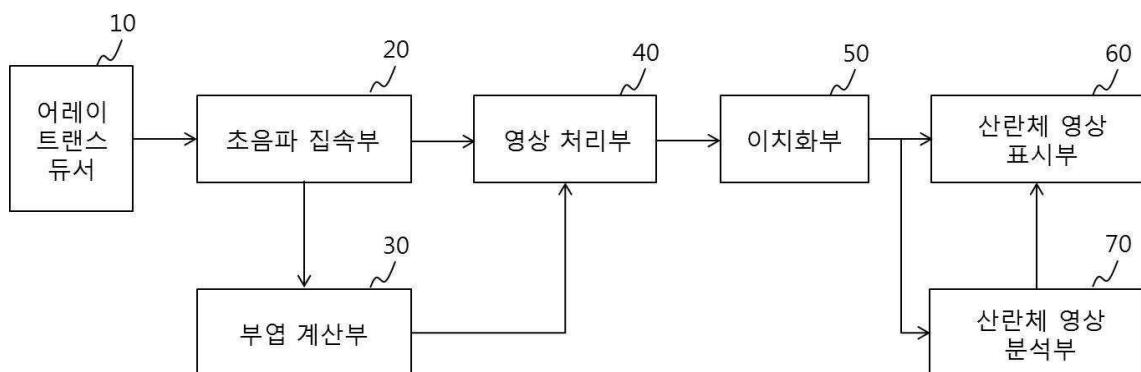 10
어레이
트랜스
듀서
20
초음파 집속부
40
영상 처리부
50
이치화부
60
산란체 영상
표시부
30
부엽 계산부
70
산란체 영상
분석부